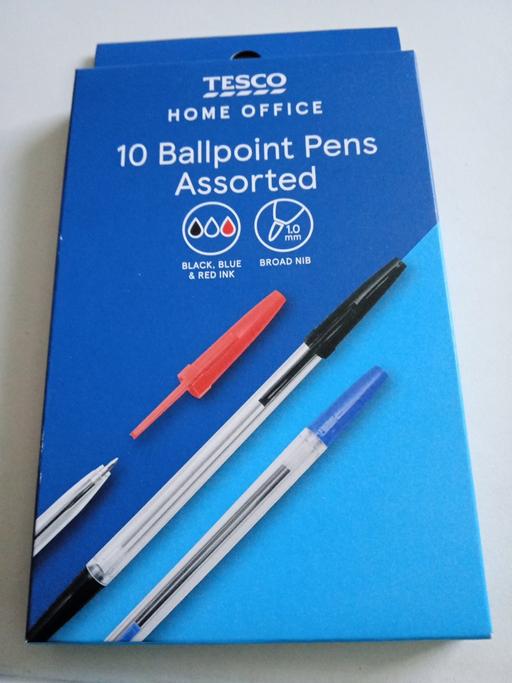 TESCO
HOME OFFICE
10 Ballpoint Pens
Assorted
1.0
mm
BLACK, BLUE
& RED INK
BROAD NIB